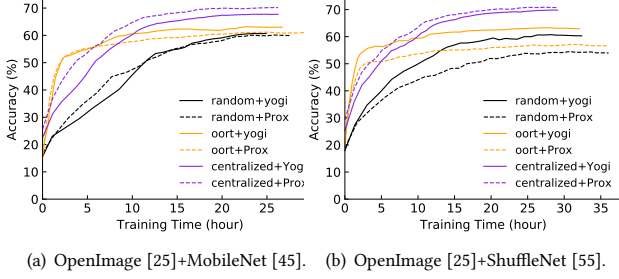 70
60
50
40
30
20
10
0
Accuracy (%)
random+yogi
random+Prox
oort+yogi
oort+Prox
centralized+Yog
centralized+Prox
0 5 10 15 20 25
Training Time (hour)
(a) OpenImage [25]+MobileNet [45].
70
60
50
40
30
20
10
0
Accuracy (%)
random+yogi
random+Prox
oort+yogi
oort+Prox
centralized+Yogi
centralized+Prox
0 5 10 15 20 25 30 35
Training Time (hour)
(b) OpenImage [25]+ShuffleNet [55].